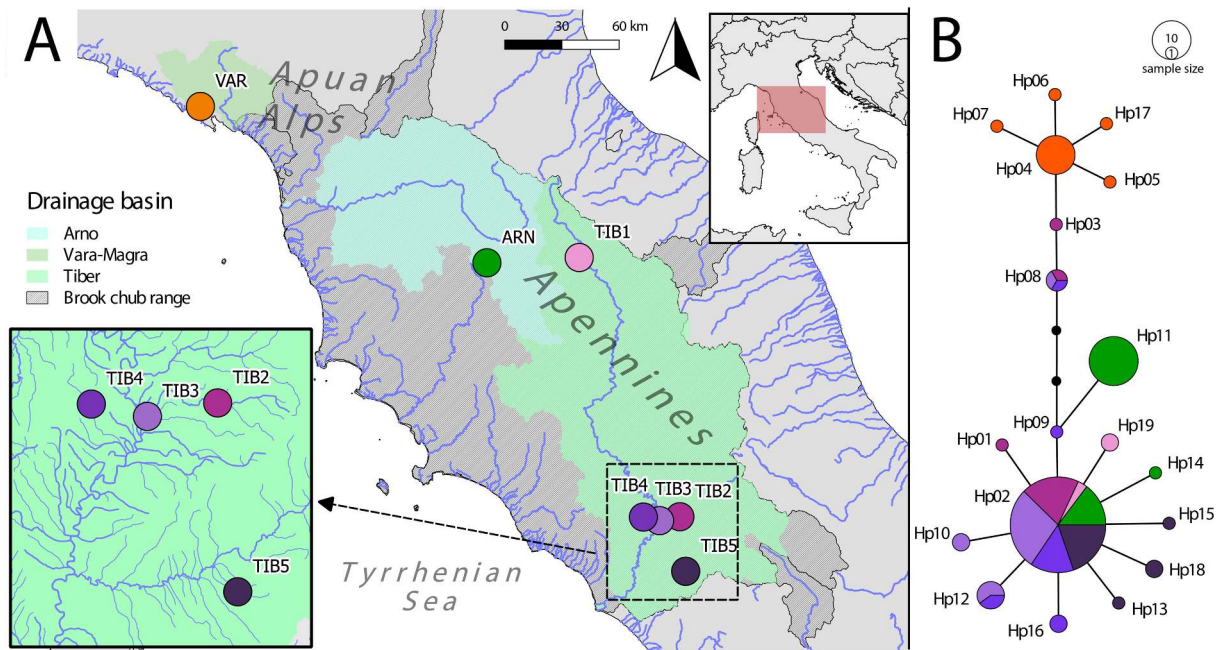 A
0 30 60 km
VAR
Apuan
Alps
Drainage basin
Arno
Vara-Magra
Tiber
Brook chub range
ARN
TIB1
Apennines
TIB4
TIB3
TIB2
TIB5
TIB4
TIB3
TIB2
TIB5
Tyrrhenian
Sea
B
10
1
sample size
Hp06
Hp07
Hp17
Hp04
Hp05
Hp03
Hp08
Hp11
Hp09
Hp01
Hp19
Hp02
Hp14
Hp15
Hp10
Hp18
Hp12
Hp13
Hp16